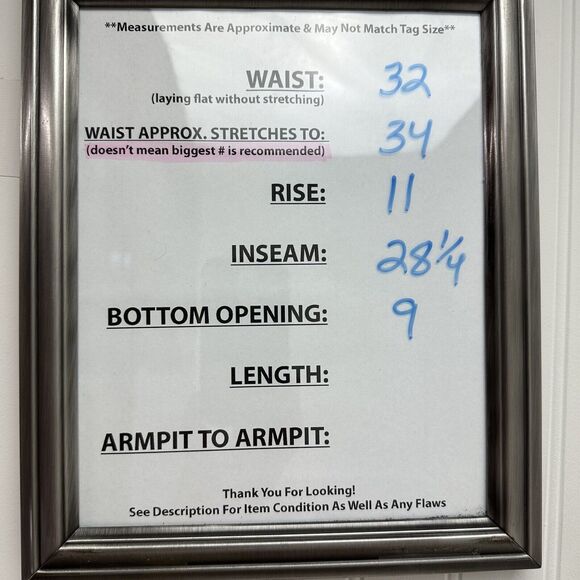 **Measurements Are Approximate & May Not Match Tag Size**
WAIST: 32
(laying flat without stretching)
WAIST APPROX. STRETCHES TO: 34
(doesn't mean biggest # is recommended)
RISE: 11
INSEAM: 28 1/4
BOTTOM OPENING: 9
LENGTH:
ARMPIT TO ARMPIT:
Thank You For Looking!
See Description For Item Condition As Well As Any Flaws